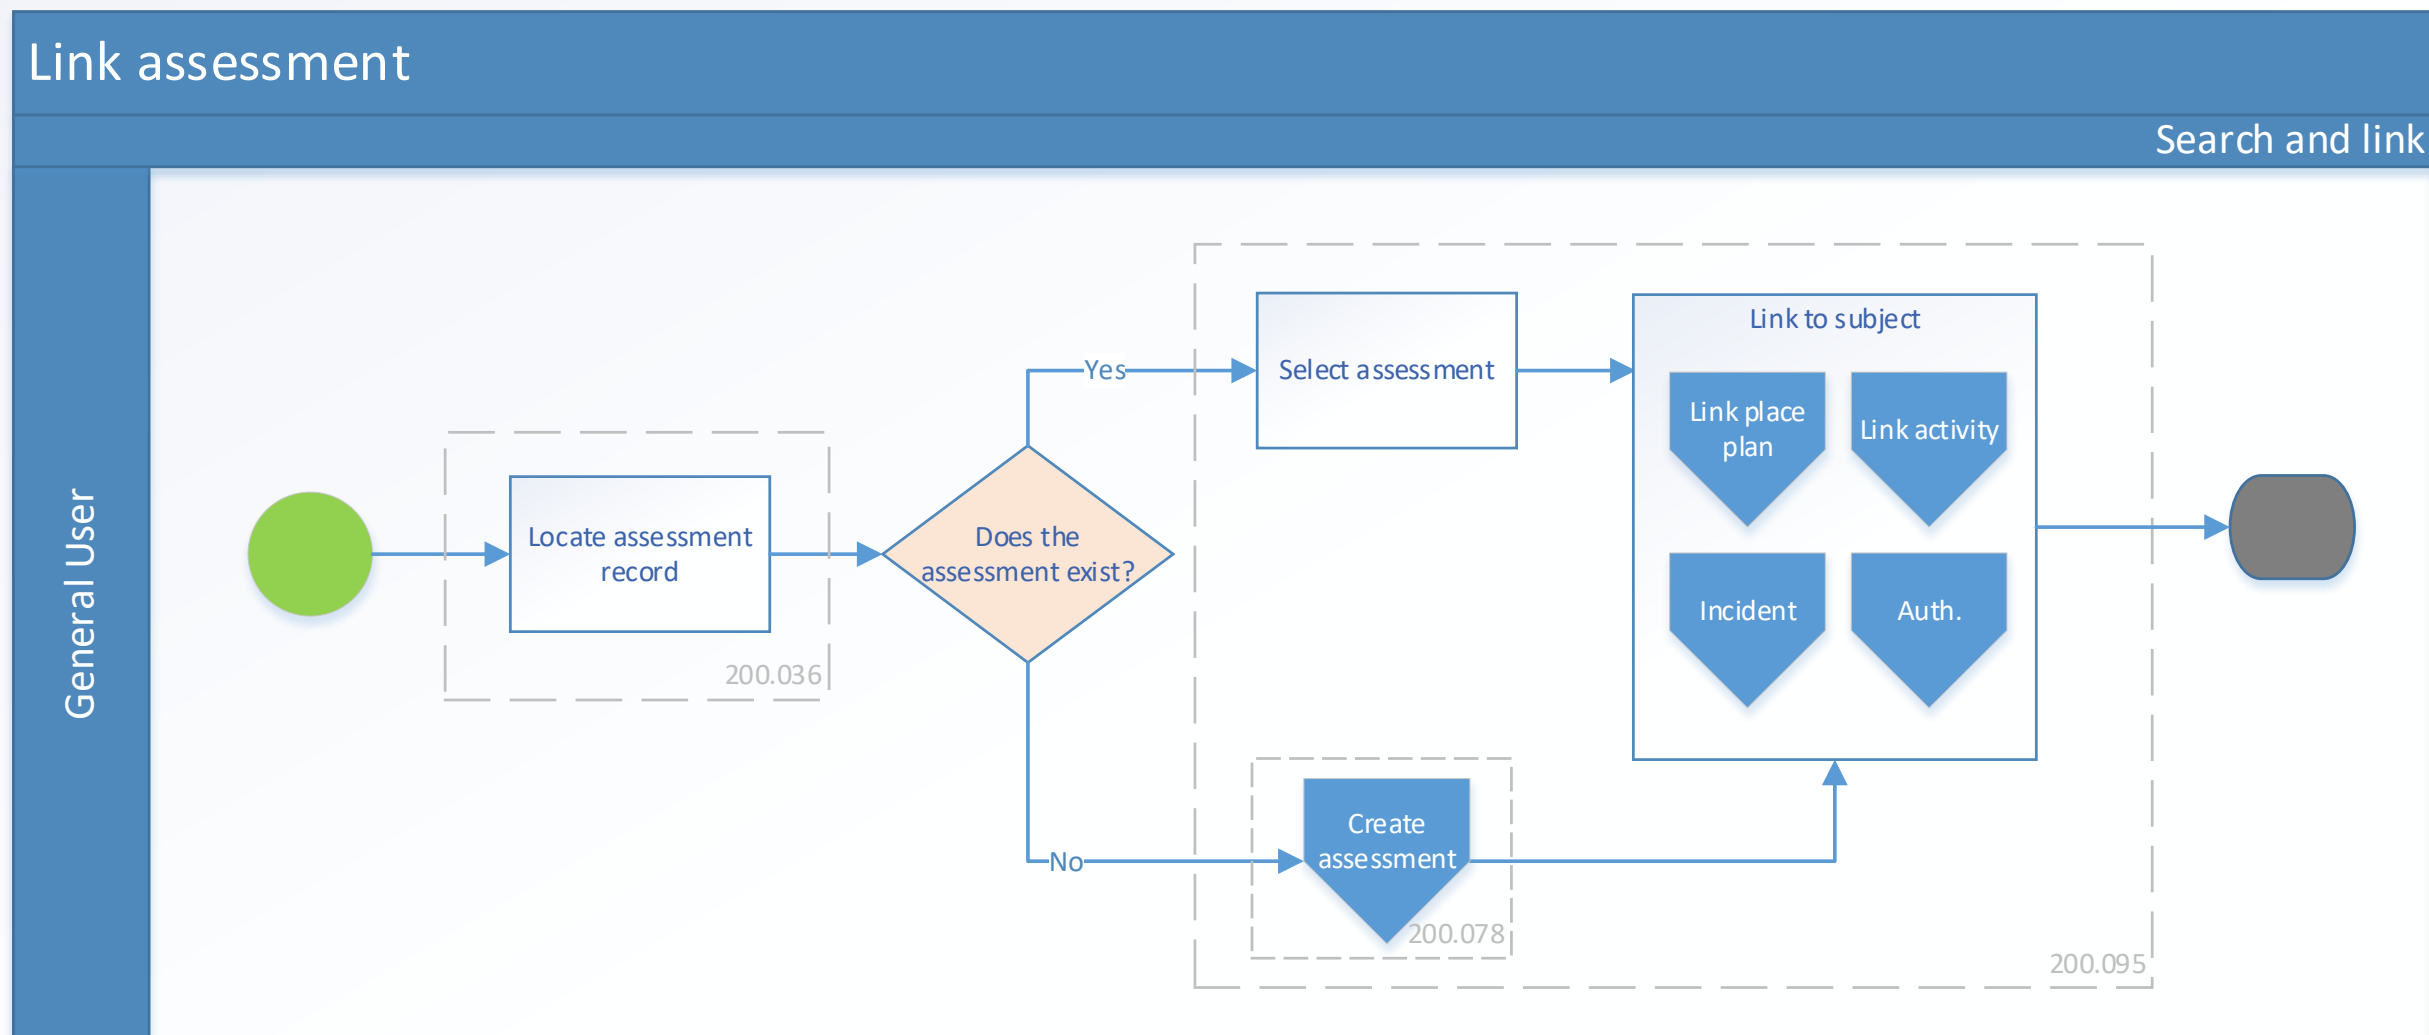 Link assessment
Search and link
General User
Locate assessment
record
200.036
Does the
assessment exist?
Yes
No
Select assessment
Link to subject
Link place
plan
Link activity
Incident
Auth.
Create
assessment
200.078
200.095